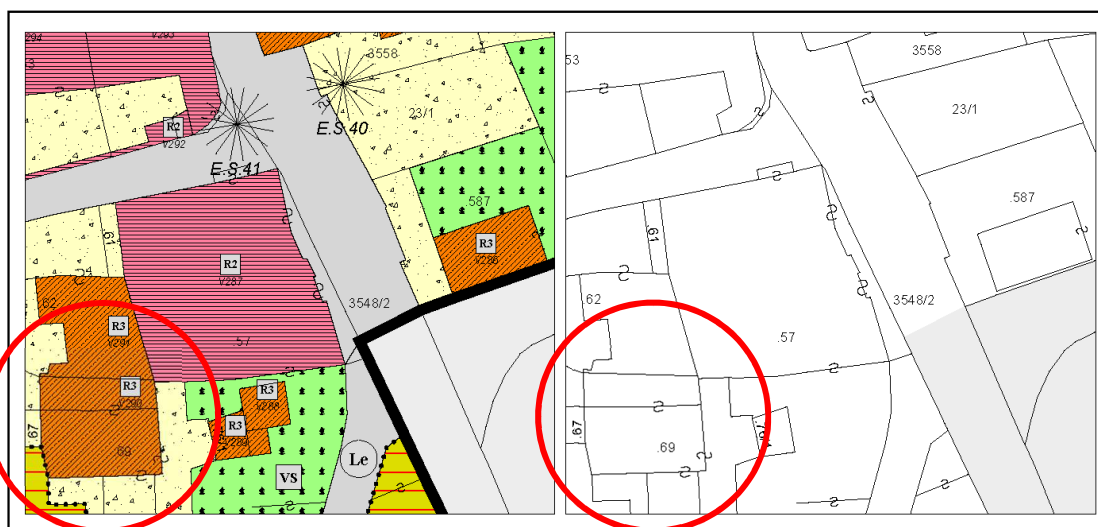 V293
294
3
R2
V292
3558
23/1
E.S.40
E.S.41
.587
R3
V286
61
R2
V287
62
3548/2
R3
V291
.57
R3
V290
R3
V288
R3
V289
.67
69
VS
Le
53
3558
23/1
.587
61
62
3548/2
.57
.67
.69